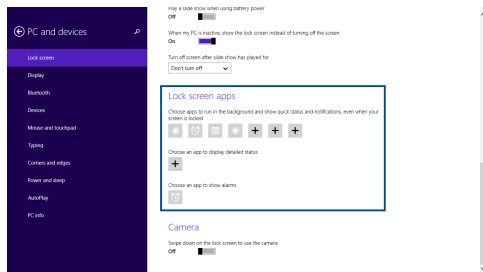 PC and devices
Lock screen
Display
Bluetooth
Devices
Mouse and touchpad
Typing
Corners and edges
Power and sleep
AutoPlay
PC info
Play a slide show when using battery power
Off
When my PC is inactive, show the lock screen instead of turning off the screen
On
Turn off screen after slide show has played for
Don't turn off
Lock screen apps
Choose apps to run in the background and show quick status and notifications, even when your
screen is locked
Choose an app to display detailed status
Choose an app to show alarms
Camera
Swipe down on the lock screen to use the camera
Off